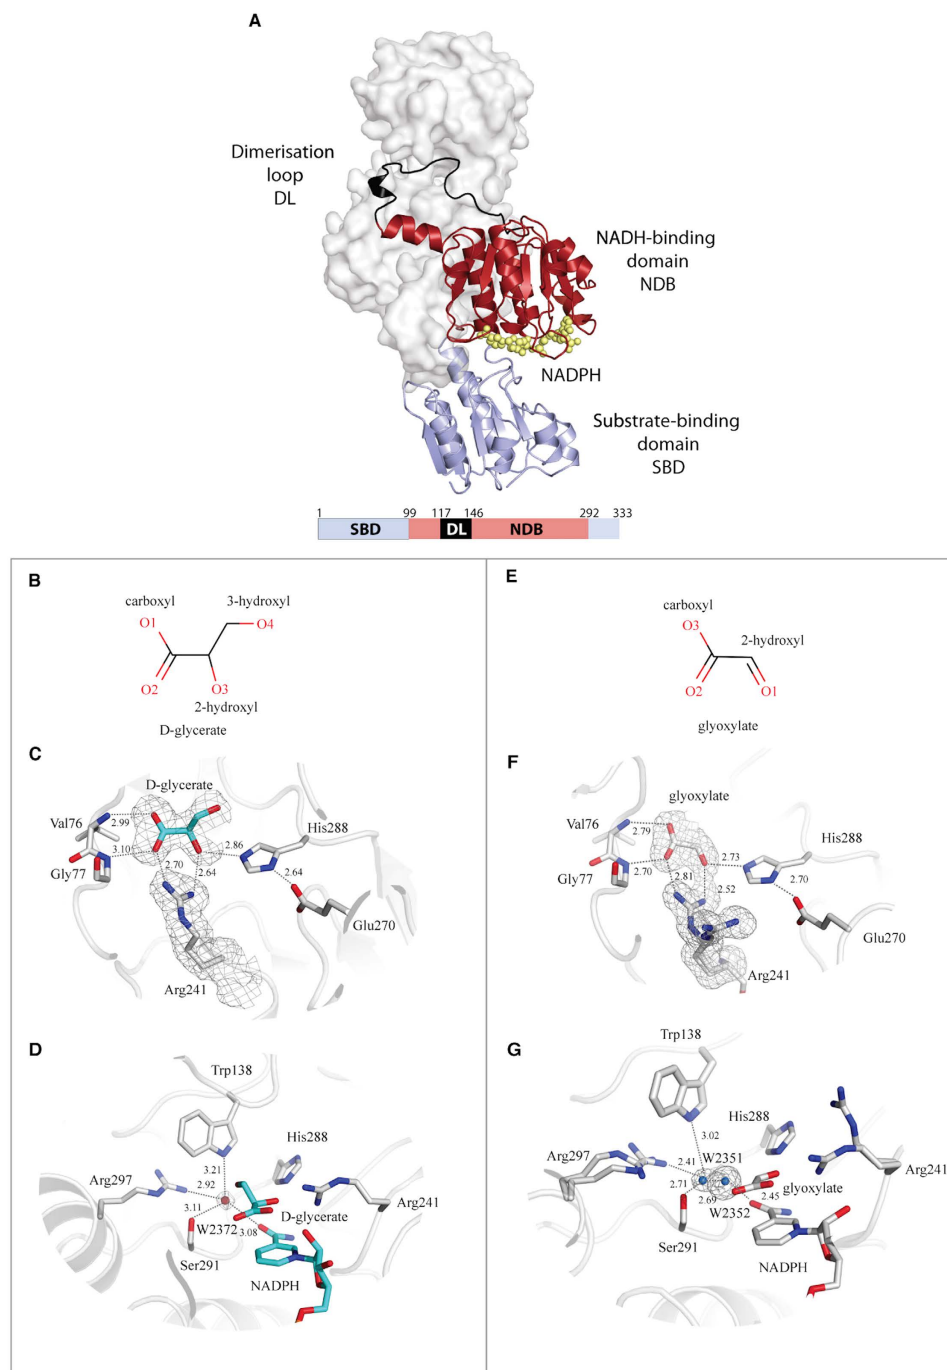 A
Dimerisation
loop
DL
NADH-binding
domain
NDB
NADPH
Substrate-binding
domain
SBD
1 99 117 146 292 333
SBD DL NDB
B
carboxyl 3-hydroxyl
O1 O4
O2 O3
2-hydroxyl
D-glycerate
C
D-glycerate
Val76 2.99
His288
2.86
3.10
2.70
2.64
2.64
Gly77
Glu270
Arg241
D
Trp138
His288
Arg297
3.21
2.92
3.11
Arg241
W2372
D-glycerate
3.08
Ser291
NADPH
E
carboxyl
O3
2-hydroxyl
O2 O1
glyoxylate
F
glyoxylate
Val76
2.79
His288
2.73
2.70
2.81
2.70
2.52
Gly77
Glu270
Arg241
G
Trp138
3.02
His288
Arg297
W2351
2.41
Arg241
2.71
glyoxylate
2.69
2.45
W2352
Ser291
NADPH